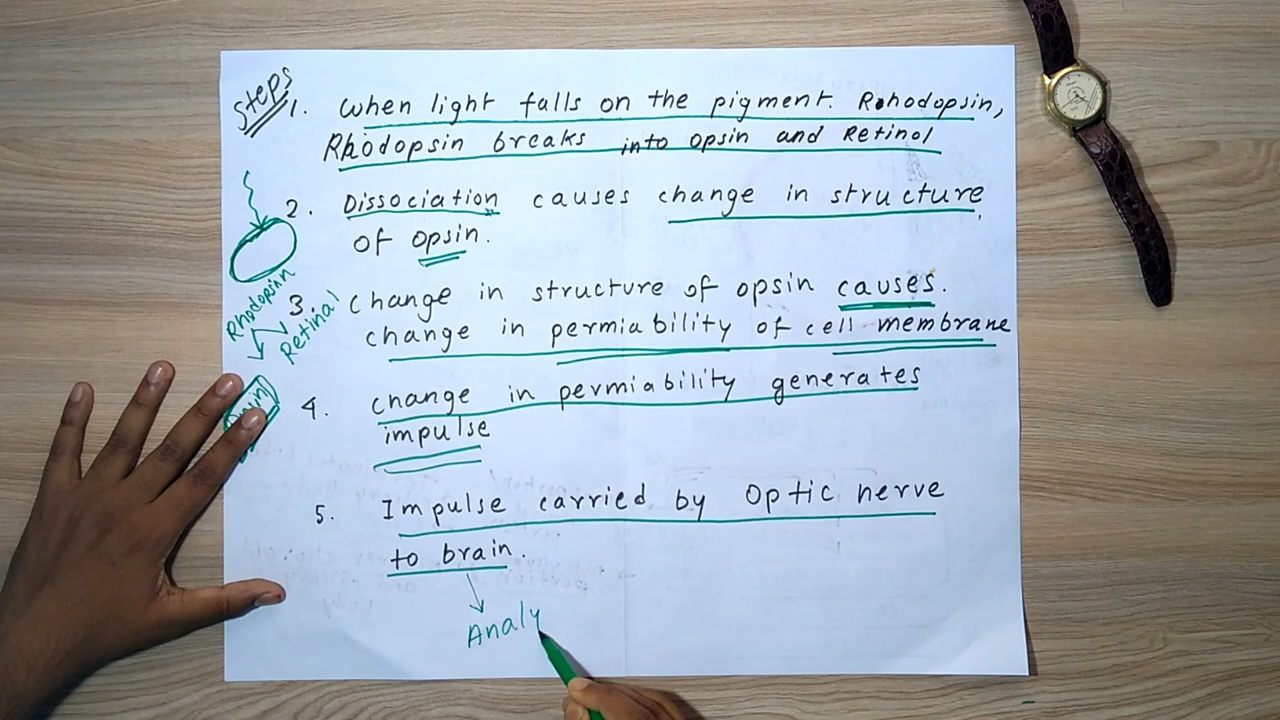 Steps
1. When light falls on the pigment. Rohodopsin,
Rhodopsin breaks into opsin and Retinol
2. Dissociation causes change in structure
of opsin.
3. change in structure of opsin causes.
change in permiability of cell membrane
4. change in permiability generates
impulse
5. Impulse carried by Optic nerve
to brain.
Analy
Rhodopsin
Retinal